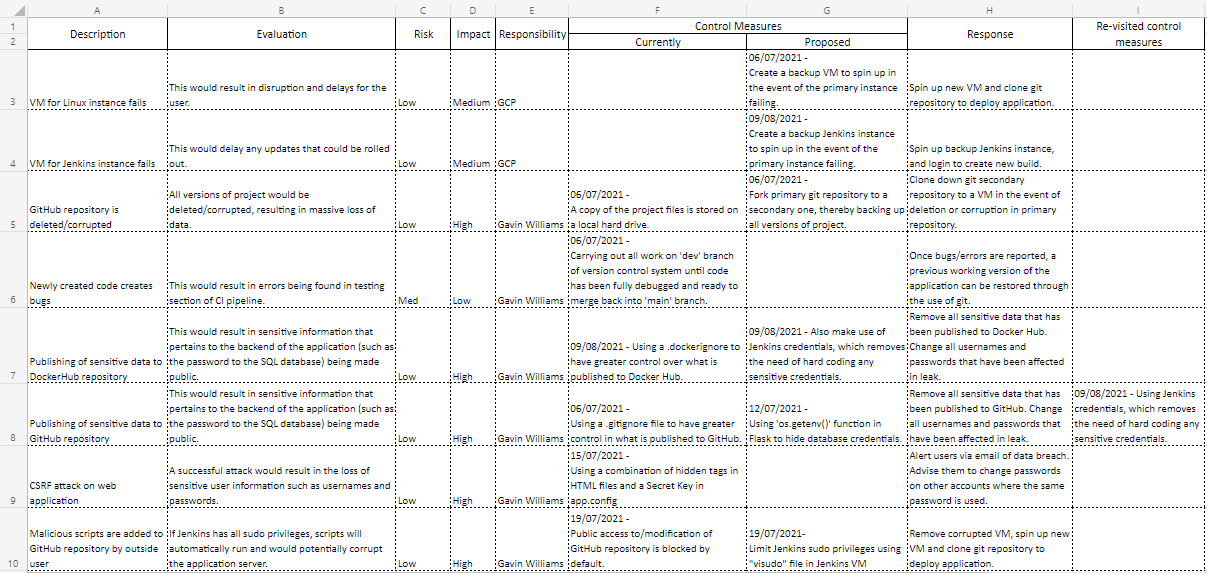 A B C D E F G H I
1 Description Evaluation Risk Impact Responsibility Control Measures Response Re-visited control
2 Currently Proposed measures
06/07/2021 -
Create a backup VM to spin up in
This would result in disruption and delays for the
the event of the primary instance
Spin up new VM and clone git
3 VM for Linux instance fails
user.
Low
Medium
GCP
failing.
repository to deploy application.
09/08/2021 -
Create a backup Jenkins instance
This would delay any updates that could be rolled
to spin up in the event of the
Spin up backup Jenkins instance,
4 VM for Jenkins instance fails
out.
Low
Medium
GCP
primary instance failing.
and login to create new build.
GitHub repository is
5 deleted/corrupted
All versions of project would be
deleted/corrupted, resulting in massive loss of
data.
Low
High
Gavin Williams
06/07/2021 -
A copy of the project files is stored on
a local hard drive.
06/07/2021 -
Fork primary git repository to a
secondary one, thereby backing up
all versions of project.
Clone down git secondary
repository to a VM in the event of
deletion or corruption in primary
repository.
Newly created code creates
6 bugs
This would result in errors being found in testing
section of CI pipeline.
Med
Low
Gavin Williams
06/07/2021 -
Carrying out all work on 'dev' branch
of version control system until code
has been fully debugged and ready to
merge back into 'main' branch.
Once bugs/errors are reported, a
previous working version of the
application can be restored through
the use of git.
Publishing of sensitive data to
7 DockerHub repository
This would result in sensitive information that
pertains to the backend of the application (such as
the password to the SQL database) being made
public.
Low
High
Gavin Williams
09/08/2021 - Using a .dockerignore to
have greater control over what is
published to Docker Hub.
09/08/2021 - Also make use of
Jenkins credentials, which removes
the need of hard coding any
sensitive credentials.
Remove all sensitive data that has
been published to Docker Hub.
Change all usernames and
passwords that have been affected
in leak.
Publishing of sensitive data to
8 GitHub repository
This would result in sensitive information that
pertains to the backend of the application (such as
the password to the SQL database) being made
public.
Low
High
Gavin Williams
06/07/2021 -
Using a .gitignore file to have greater
control in what is published to GitHub.
12/07/2021 -
Using 'os.getenv()' function in
Flask to hide database credentials.
Remove all sensitive data that has
been published to GitHub. Change
all usernames and passwords that
have been affected in leak.
09/08/2021 - Using Jenkins
credentials, which removes
the need of hard coding any
sensitive credentials.
CSRF attack on web
9 application
A successful attack would result in the loss of
sensitive user information such as usernames and
passwords.
Low
High
Gavin Williams
15/07/2021 -
Using a combination of hidden tags in
HTML files and a Secret Key in
app.config
Alert users via email of data breach.
Advise them to change passwords
on other accounts where the same
password is used.
Malicious scripts are added to
GitHub repository by outside
10 user
If Jenkins has all sudo privileges, scripts will
automatically run and would potentially corrupt
the application server.
Low
High
Gavin Williams
19/07/2021 -
Public access to/modification of
GitHub repository is blocked by
default.
19/07/2021-
Limit Jenkins sudo privileges using
"visudo" file in Jenkins VM
Remove corrupted VM, spin up new
VM and clone git repository to
deploy application.